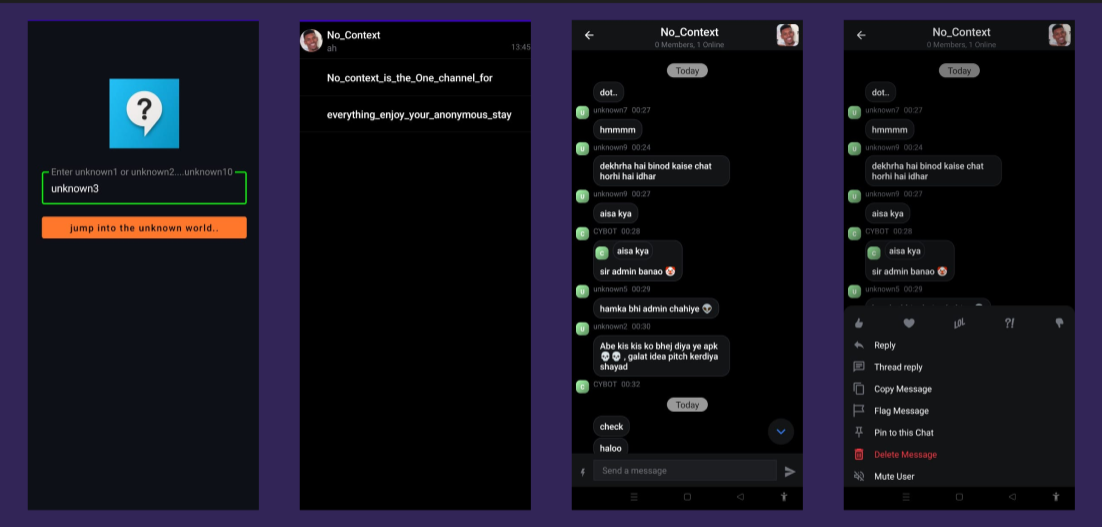 ?
Enter unknown1 or unknown2....unknown10
unknown3
jump into the unknown world..
No_Context
ah
13:45
No_context_is_the_One_channel_for
everything_enjoy_your_anonymous_stay
No_Context
0 Members, 1 Online
Today
dot..
U
unknown7 00:27
hmmmm
U
unknown9 00:24
dekhrha hai binod kaise chat
horhi hai idhar
U
unknown9 00:27
aisa kya
C
CYBOT 00:28
C
aisa kya
sir admin banao 🤡
U
unknown5 00:29
hamka bhi admin chahiye 👽
U
unknown2 00:30
Abe kis kis ko bhej diya ye apk
💀💀 , galat idea pitch kerdiya
shayad
C
CYBOT 00:32
Today
check
haloo
Send a message
No_Context
0 Members, 1 Online
Today
dot..
U
unknown7 00:27
hmmmm
U
unknown9 00:24
dekhrha hai binod kaise chat
horhi hai idhar
U
unknown9 00:27
aisa kya
C
CYBOT 00:28
C
aisa kya
sir admin banao 🤡
U
unknown5 00:29
LOL
?!
Reply
Thread reply
Copy Message
Flag Message
Pin to this Chat
Delete Message
Mute User